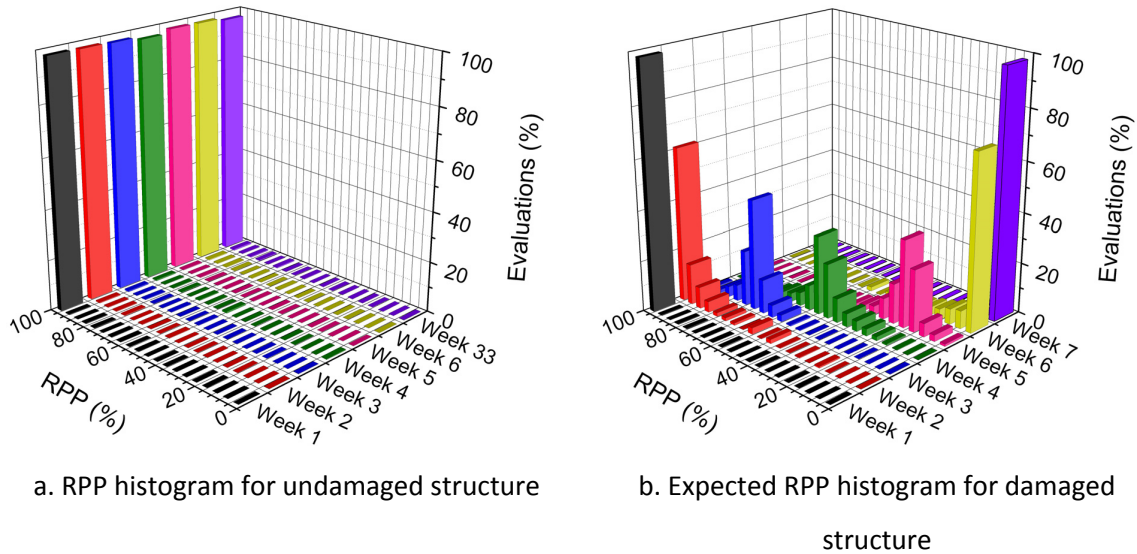 100
80
60
40
20
0
Evaluations (%)
100
80
60
40
20
0
RPP (%)
Week 1
Week 2
Week 3
Week 4
Week 5
Week 6
Week 33
a. RPP histogram for undamaged structure
100
80
60
40
20
0
Evaluations (%)
100
80
60
40
20
0
RPP (%)
Week 1
Week 2
Week 3
Week 4
Week 5
Week 6
Week 7
b. Expected RPP histogram for damaged
structure